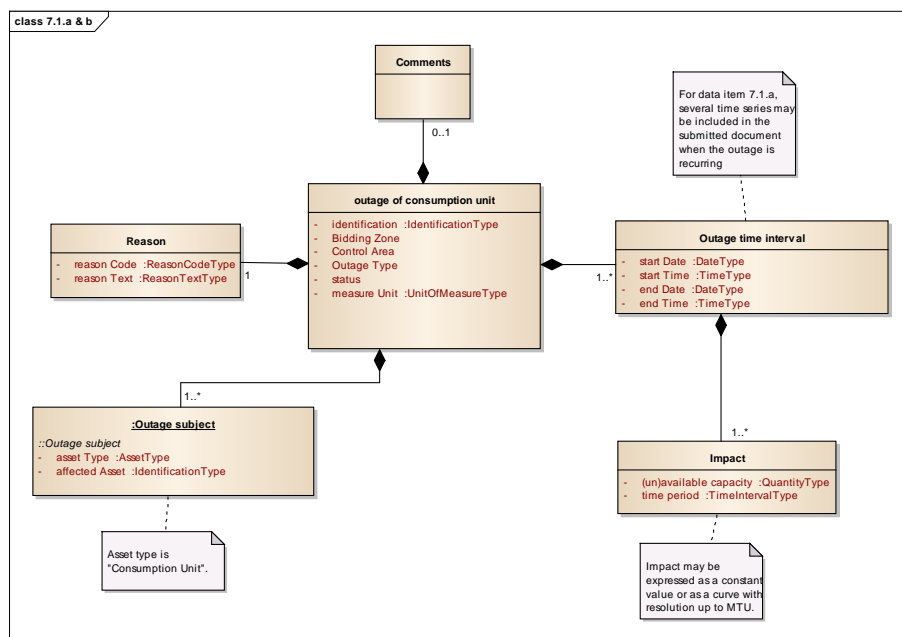 class 7.1.a & b
Comments
0..1
For data item 7.1.a,
several time series may
be included in the
submitted document
when the outage is
recurring
outage of consumption unit
- identification :IdentificationType
- Bidding Zone
- Control Area
- Outage Type
- status
- measure Unit :UnitOfMeasureType
Reason
- reason Code :ReasonCodeType
- reason Text :ReasonTextType
1
1..*
Outage time interval
- start Date :DateType
- start Time :TimeType
- end Date :DateType
- end Time :TimeType
1..*
:Outage subject
::Outage subject
- asset Type :AssetType
- affected Asset :IdentificationType
1..*
Impact
- (un)available capacity :QuantityType
- time period :TimeIntervalType
Asset type is
"Consumption Unit".
Impact may be
expressed as a constant
value or as a curve with
resolution up to MTU.